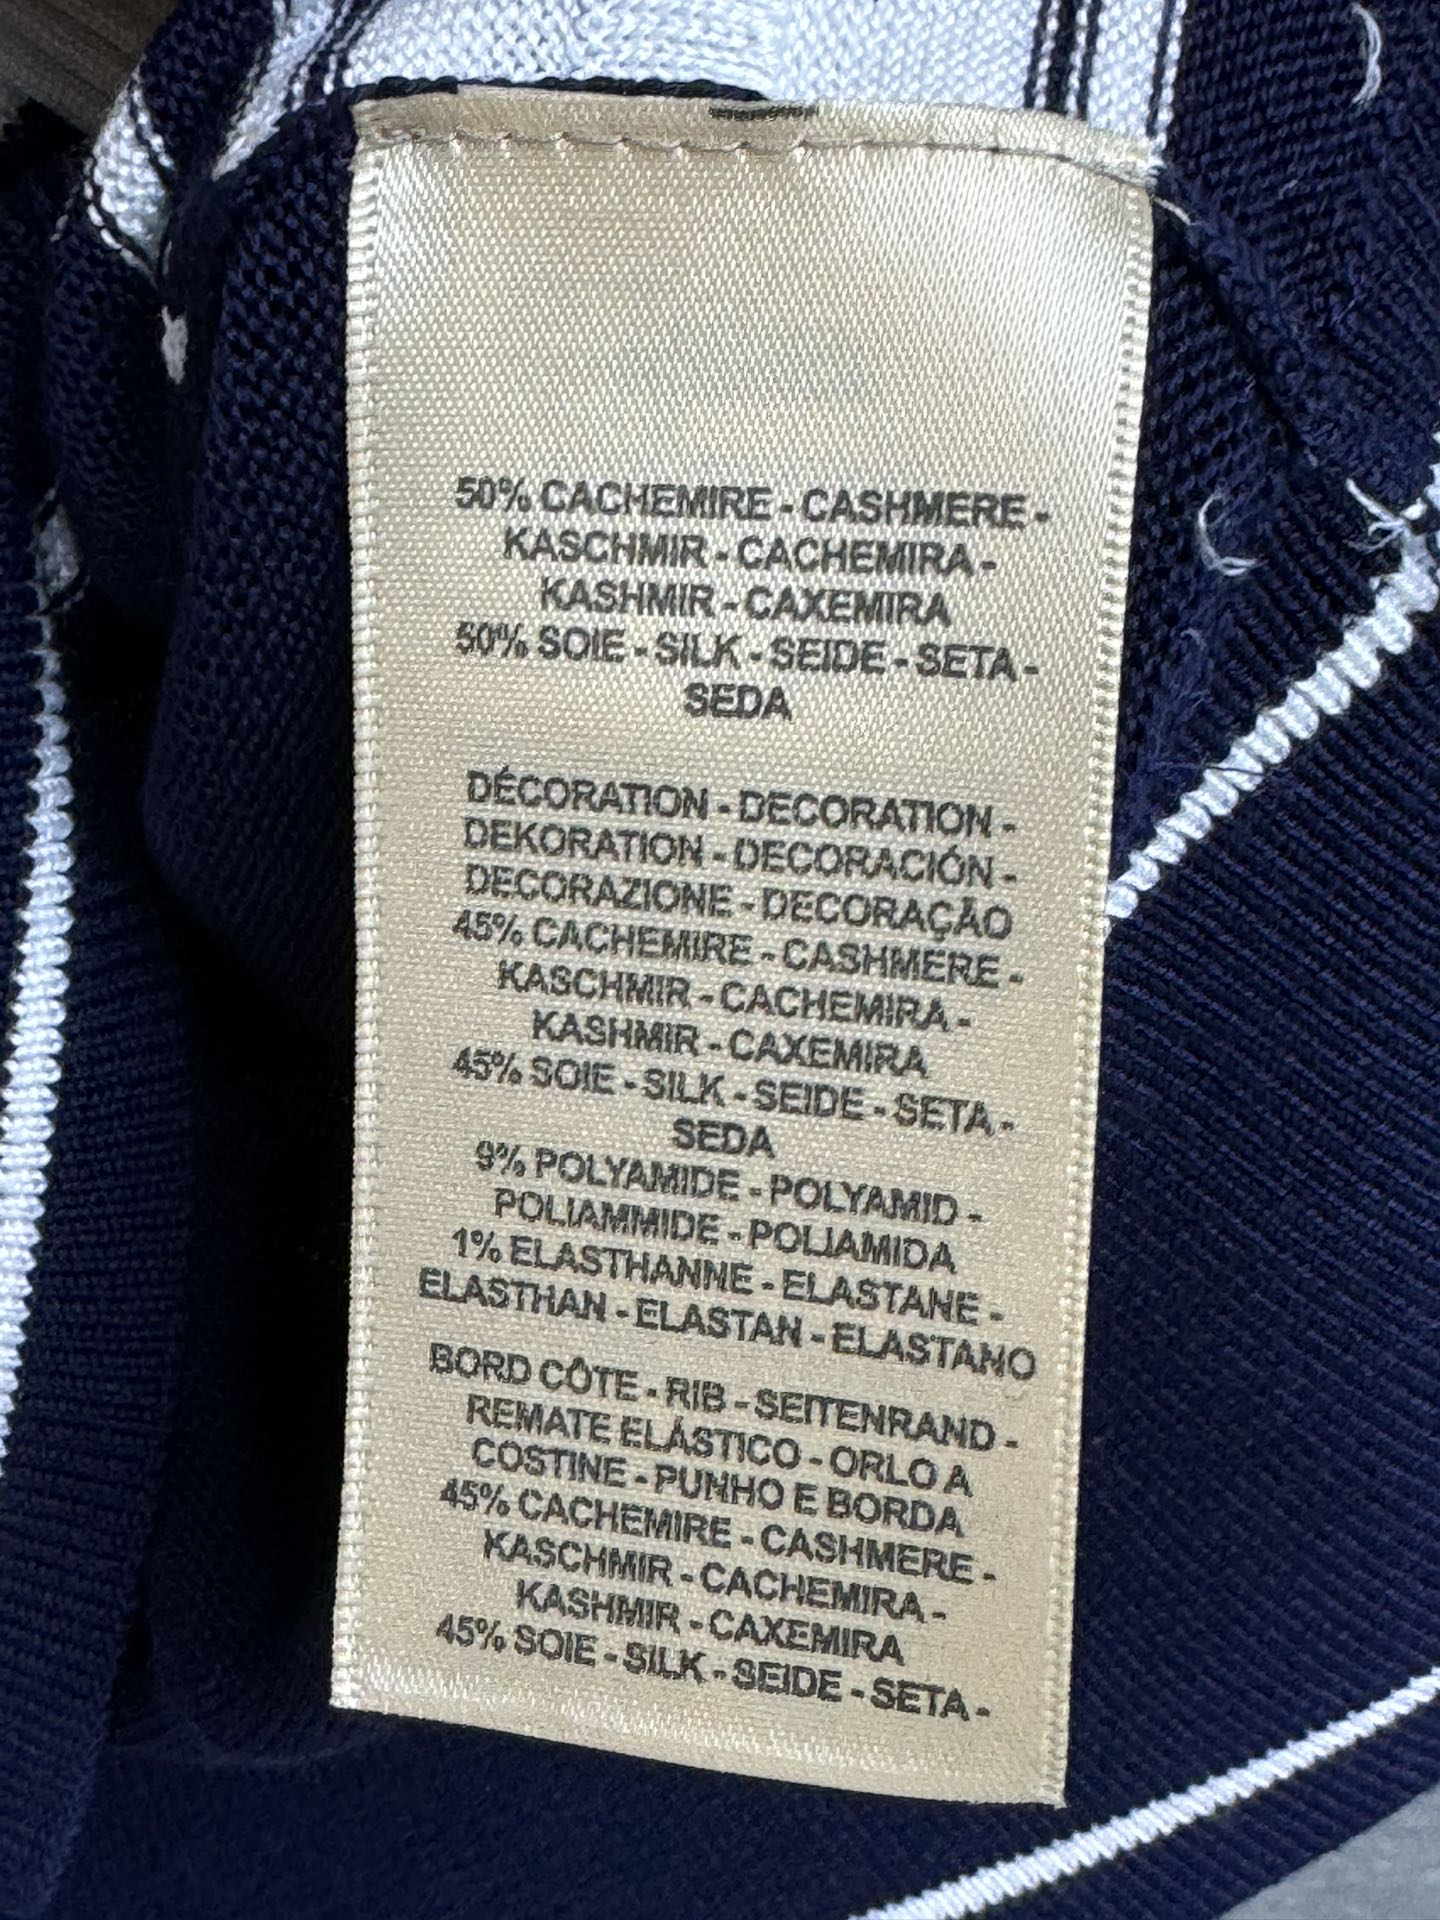 50% CACHEMIRE - CASHMERE -
KASCHMIR - CACHEMIRA -
KASHMIR - CAXEMIRA
50% SOIE - SILK - SEIDE - SETA -
SEDA
DÉCORATION - DECORATION -
DEKORATION - DECORACIÓN -
DECORAZIONE - DECORAÇÃO
45% CACHEMIRE - CASHMERE -
KASCHMIR - CACHEMIRA -
KASHMIR - CAXEMIRA
45% SOIE - SILK - SEIDE - SETA -
SEDA
9% POLYAMIDE - POLYAMID -
POLIAMMIDE - POLIAMIDA
1% ELASTHANNE - ELASTANE -
ELASTHAN - ELASTAN - ELASTANO
BORD CÔTE - RIB - SEITENRAND -
REMATE ELÁSTICO - ORLO A
COSTINE - PUNHO E BORDA
45% CACHEMIRE - CASHMERE -
KASCHMIR - CACHEMIRA -
KASHMIR - CAXEMIRA
45% SOIE - SILK - SEIDE - SETA -